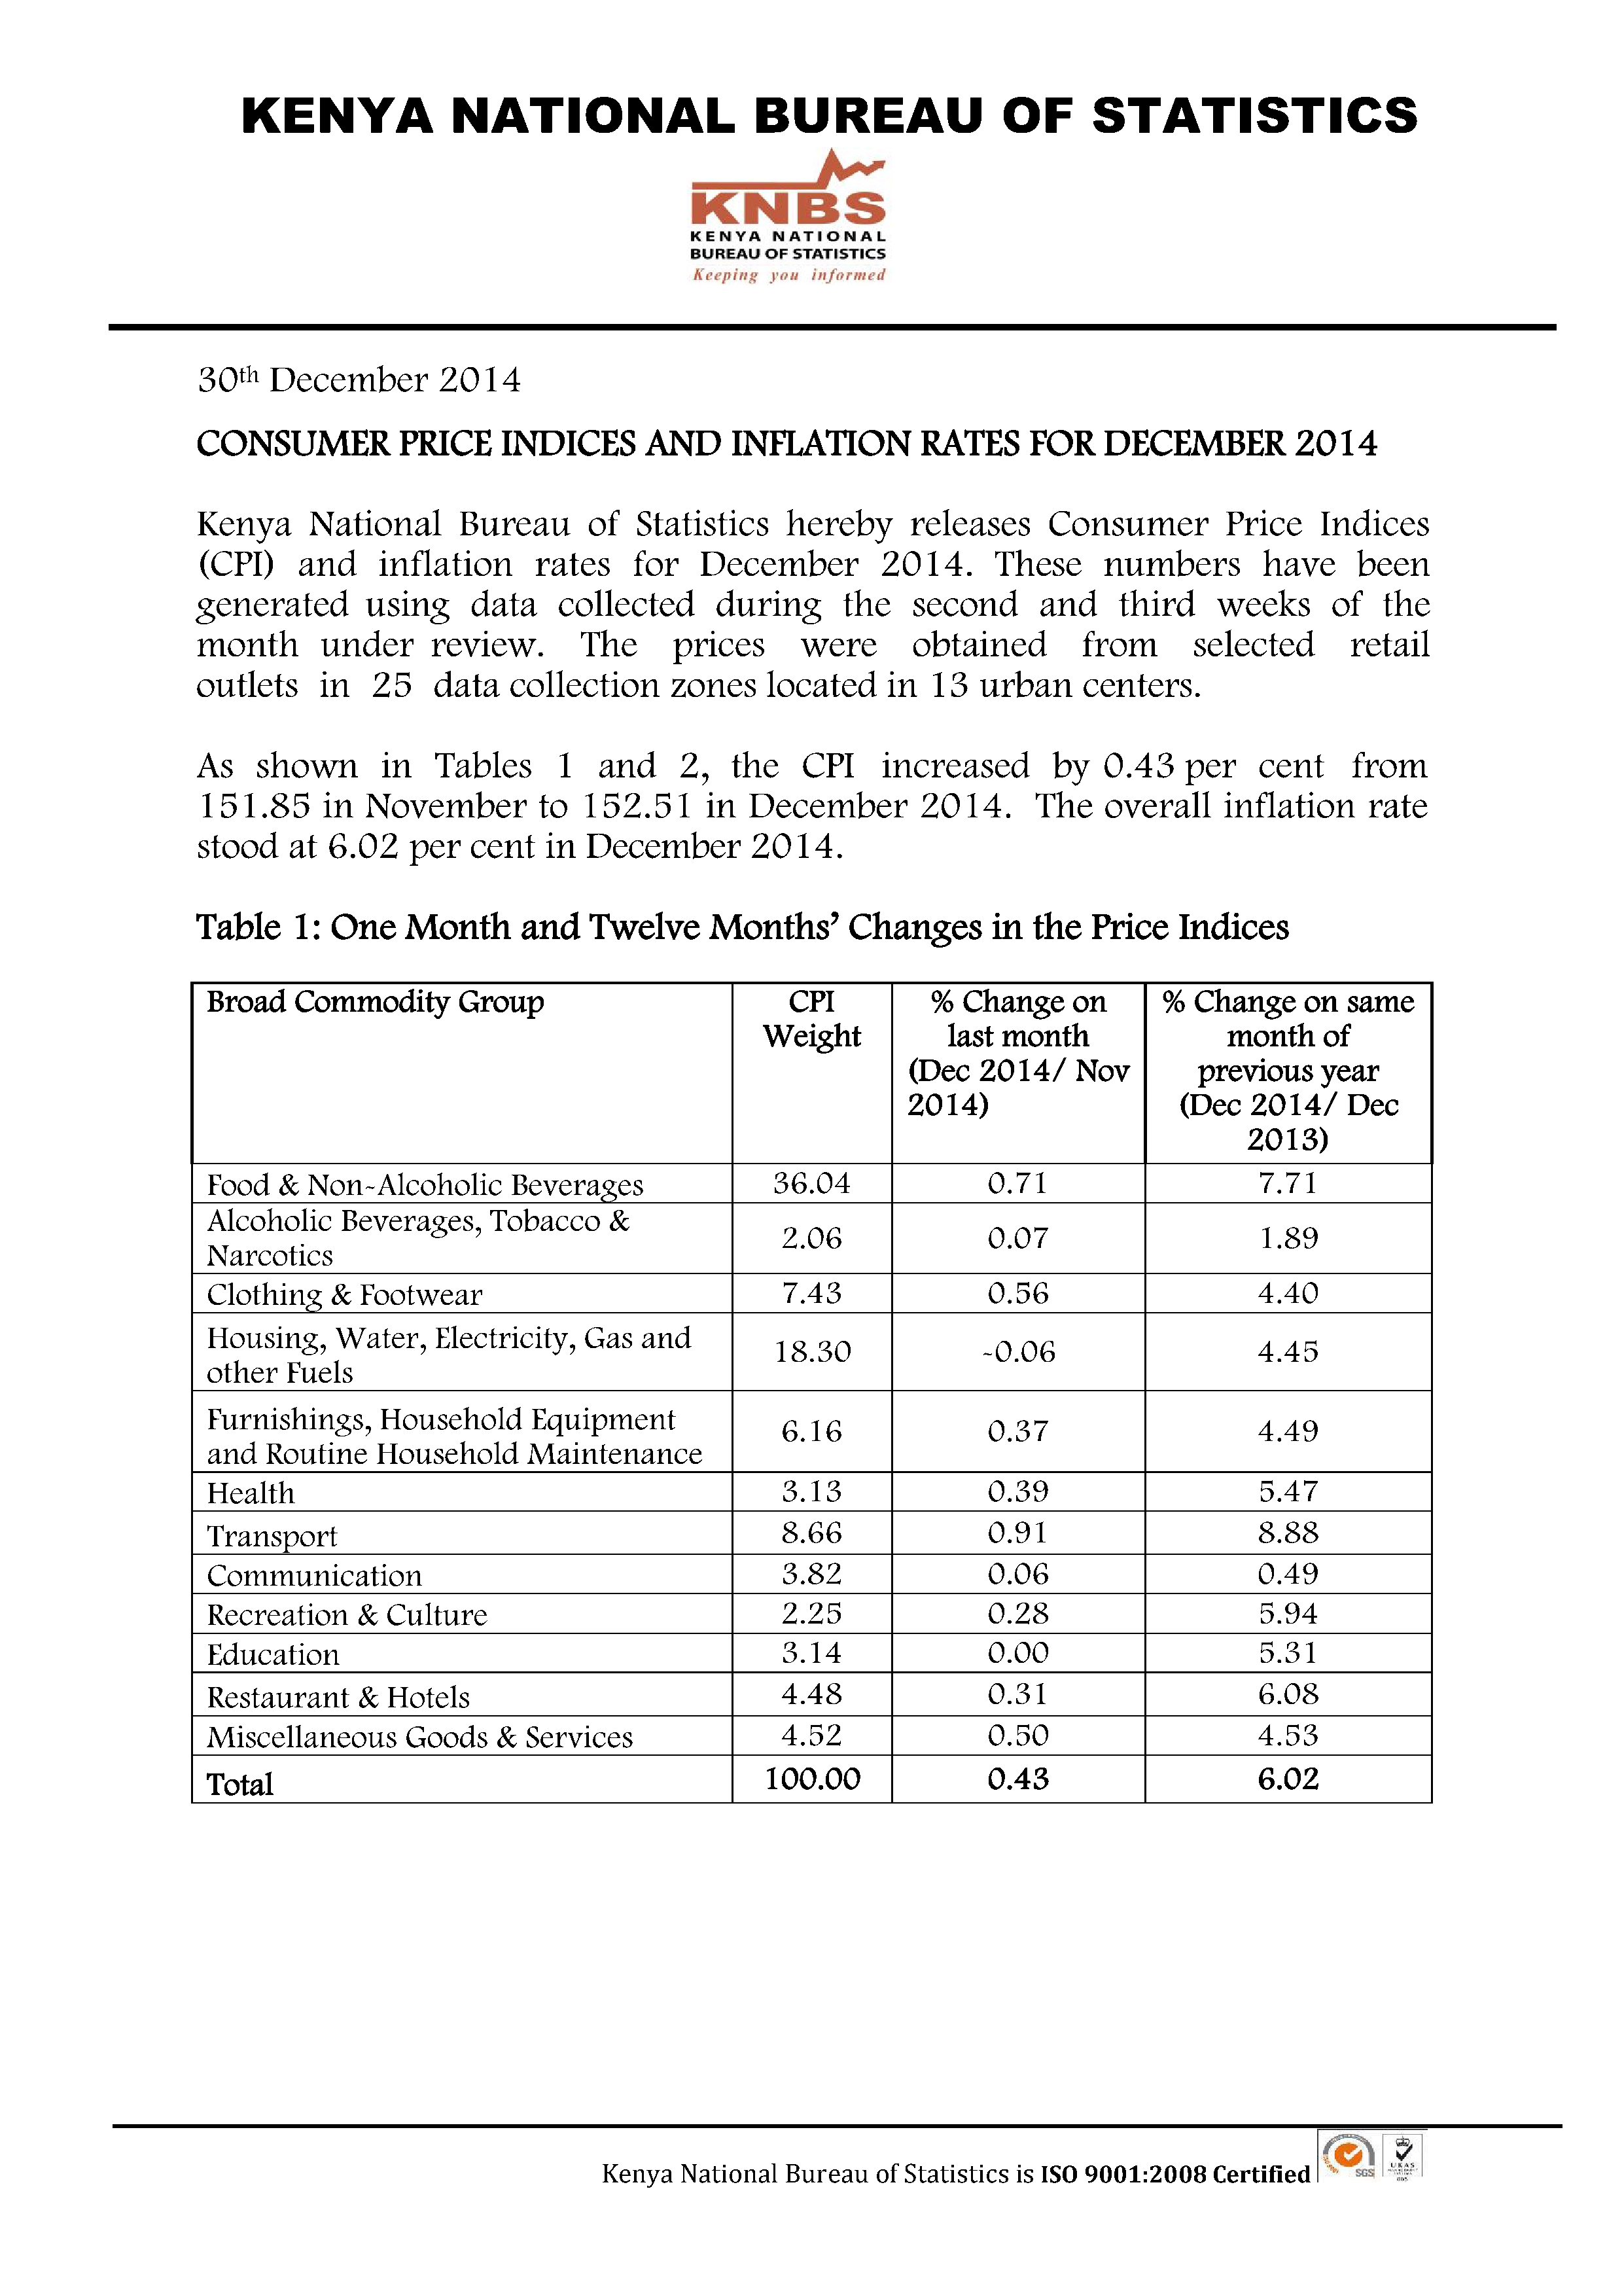 KENYA NATIONAL BUREAU OF STATISTICS
KNBS
KENYA NATIONAL
BUREAU OF STATISTICS
Keeping you informed
30th December 2014
CONSUMER PRICE INDICES AND INFLATION RATES FOR DECEMBER 2014
Kenya National Bureau of Statistics hereby releases Consumer Price Indices
(CPI) and inflation rates for December 2014. These numbers have been
generated using data collected during the second and third weeks of the
month under review. The prices were obtained from selected retail
outlets in 25 data collection zones located in 13 urban centers.
As shown in Tables 1 and 2, the CPI increased by 0.43 per cent from
151.85 in November to 152.51 in December 2014. The overall inflation rate
stood at 6.02 per cent in December 2014.
Table 1: One Month and Twelve Months’ Changes in the Price Indices
Broad Commodity Group CPI % Change on % Change on same
Weight last month month of
(Dec 2014/ Nov previous year
2014) (Dec 2014/ Dec
2013)
Food & Non-Alcoholic Beverages 36.04 0.71 7.71
Alcoholic Beverages, Tobacco &
Narcotics 2.06 0.07 1.89
Clothing & Footwear 7.43 0.56 4.40
Housing, Water, Electricity, Gas and
other Fuels 18.30 -0.06 4.45
Furnishings, Household Equipment
and Routine Household Maintenance 6.16 0.37 4.49
Health 3.13 0.39 5.47
Transport 8.66 0.91 8.88
Communication 3.82 0.06 0.49
Recreation & Culture 2.25 0.28 5.94
Education 3.14 0.00 5.31
Restaurant & Hotels 4.48 0.31 6.08
Miscellaneous Goods & Services 4.52 0.50 4.53
Total 100.00 0.43 6.02
Kenya National Bureau of Statistics is ISO 9001:2008 Certified
SGS
UKAS